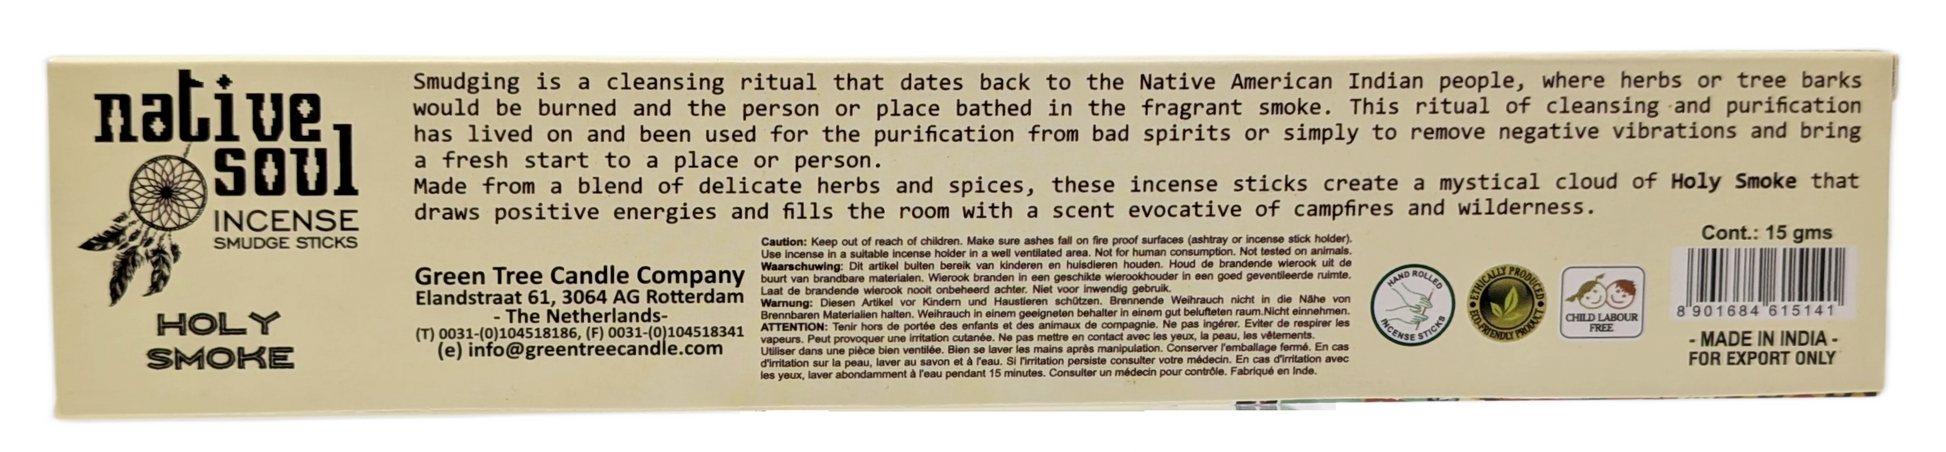 native
soul
INCENSE
SMUDGE STICKS
HOLY
SMOKE
Smudging is a cleansing ritual that dates back to the Native American Indian people, where herbs or tree barks
would be burned and the person or place bathed in the fragrant smoke. This ritual of cleansing and purification
has lived on and been used for the purification from bad spirits or simply to remove negative vibrations and bring
a fresh start to a place or person.
Made from a blend of delicate herbs and spices, these incense sticks create a mystical cloud of Holy Smoke that
draws positive energies and fills the room with a scent evocative of campfires and wilderness.
Green Tree Candle Company
Elandstraat 61, 3064 AG Rotterdam
- The Netherlands-
(T) 0031-(0)104518186, (F) 0031-(0)104518341
(e) info@greentreecandle.com
Caution: Keep out of reach of children. Make sure ashes fall on fire proof surfaces (ashtray or incense stick holder).
Use incense in a suitable incense holder in a well ventilated area. Not for human consumption. Not tested on animals.
Waarschuwing: Dit artikel buiten bereik van kinderen en huisdieren houden. Houd de brandende wierook uit de
buurt van brandbare materialen. Wierook branden in een geschikte wierookhouder in een goed geventileerde ruimte.
Laat de brandende wierook nooit onbeheerd achter. Niet voor inwendig gebruik.
Warnung: Diesen Artikel vor Kindern und Haustieren schützen. Brennende Weihrauch nicht in die Nähe von
Brennbaren Materialien halten. Weihrauch in einem geeigneten behalter in einem gut belufteten raum.Nicht einnehmen.
ATTENTION: Tenir hors de portée des enfants et des animaux de compagnie. Ne pas ingérer. Eviter de respirer les
vapeurs. Peut provoquer une irritation cutanée. Ne pas mettre en contact avec les yeux, la peau, les vêtements.
Utiliser dans une pièce bien ventilée. Bien se laver les mains après manipulation. Conserver l'emballage fermé. En cas
d'irritation sur la peau, laver au savon et à l'eau. Si l'irritation persiste consulter votre médecin. En cas d'irritation avec
les yeux, laver abondamment à l'eau pendant 15 minutes. Consulter un médecin pour contrôle. Fabriqué en Inde.
HAND ROLLED
INCENSE STICKS
ETHICALLY PRODUCED
ECO-FRIENDLY PRODUCT
CHILD LABOUR
FREE
Cont.: 15 gms
8 901684 615141
- MADE IN INDIA -
FOR EXPORT ONLY